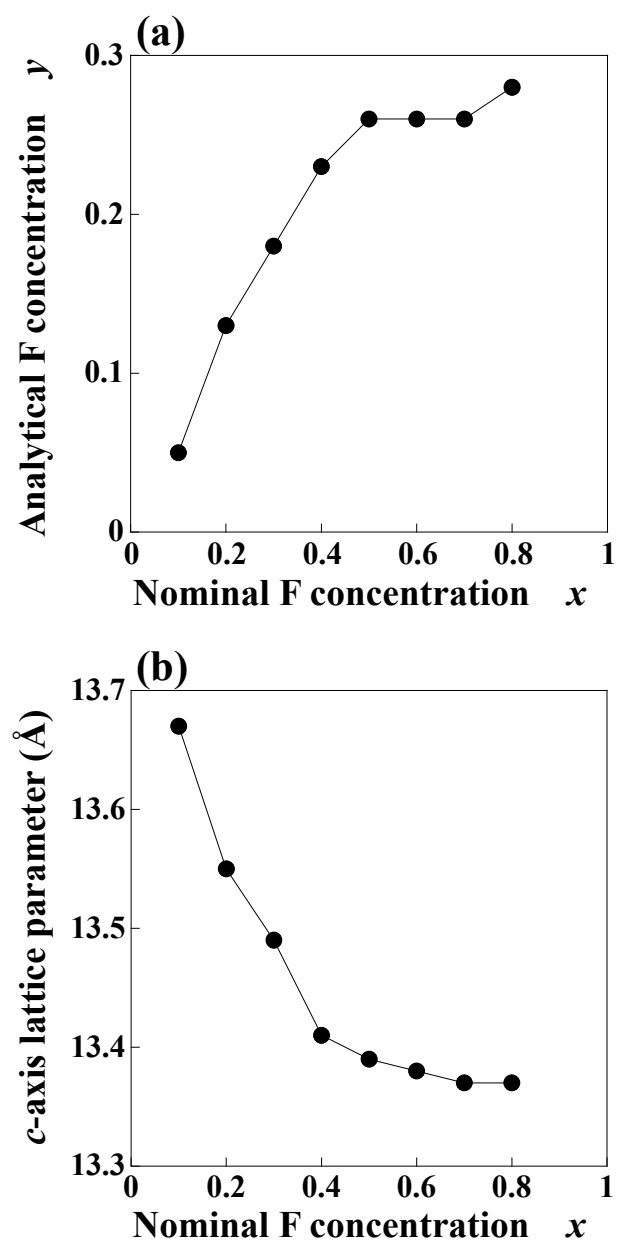 (a)
Analytical F concentration y
0.3
0.2
0.1
0
0 0.2 0.4 0.6 0.8 1
Nominal F concentration x
(b)
c-axis lattice parameter (Å)
13.7
13.6
13.5
13.4
13.3
0 0.2 0.4 0.6 0.8 1
Nominal F concentration x